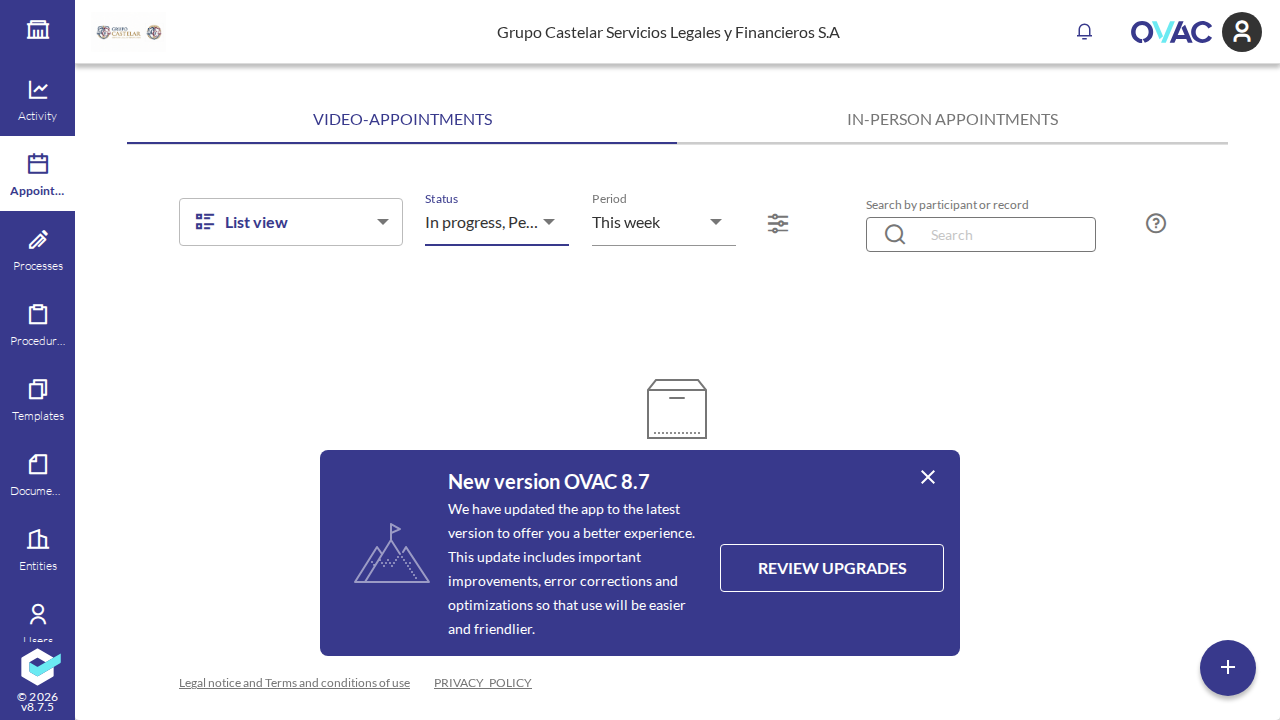 GRUPO
CASTELAR
Grupo Castelar Servicios Legales y Financieros S.A
OVAC
Activity
Appoint...
Processes
Procedur...
Templates
Docume...
Entities
Users
© 2026
v8.7.5
VIDEO-APPOINTMENTS
IN-PERSON APPOINTMENTS
List view
Status
In progress, Pe...
Period
This week
Search by participant or record
Search
New version OVAC 8.7
We have updated the app to the latest
version to offer you a better experience.
This update includes important
improvements, error corrections and
optimizations so that use will be easier
and friendlier.
REVIEW UPGRADES
Legal notice and Terms and conditions of use
PRIVACY_POLICY